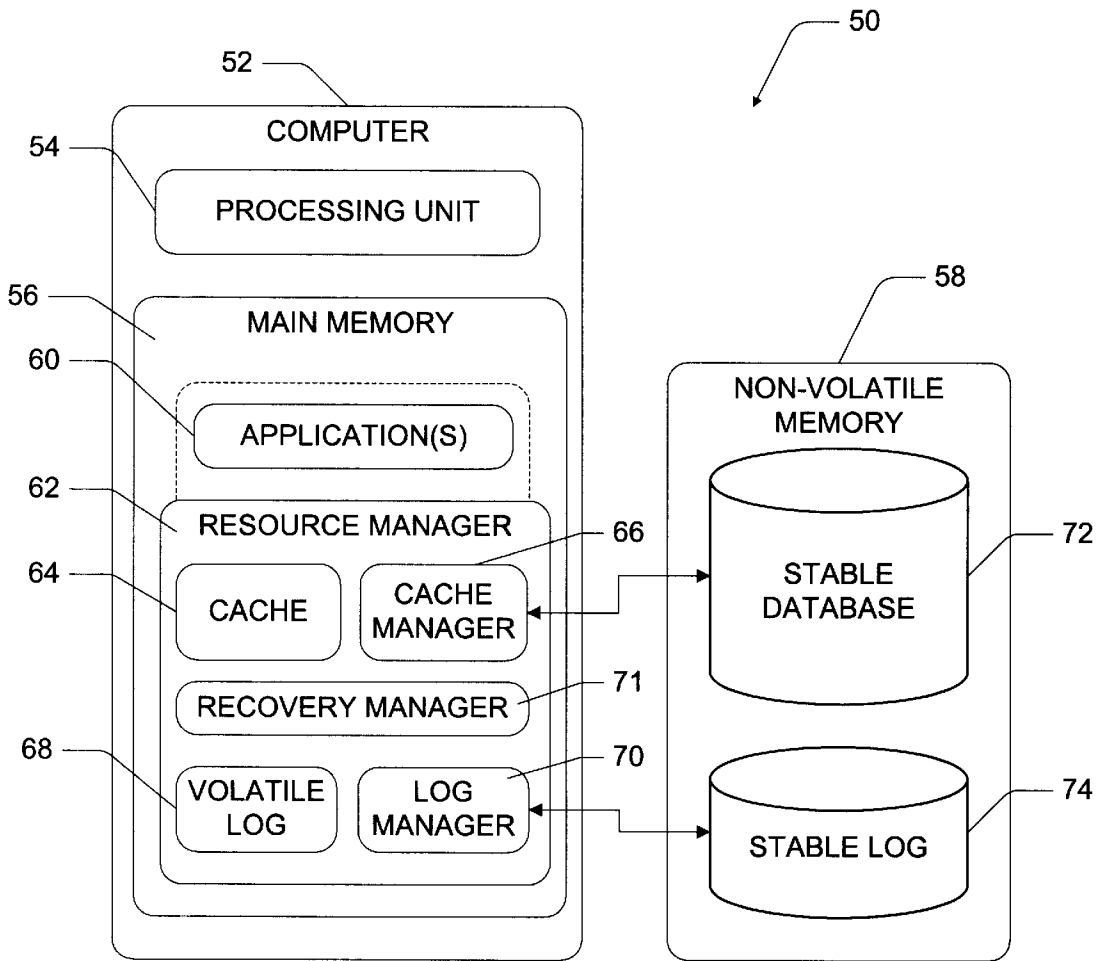 50
52
COMPUTER
54
PROCESSING UNIT
58
56
MAIN MEMORY
60
NON-VOLATILE
MEMORY
APPLICATION(S)
62
RESOURCE MANAGER
66
72
64
CACHE
CACHE
MANAGER
STABLE
DATABASE
71
RECOVERY MANAGER
68
70
74
VOLATILE
LOG
LOG
MANAGER
STABLE LOG